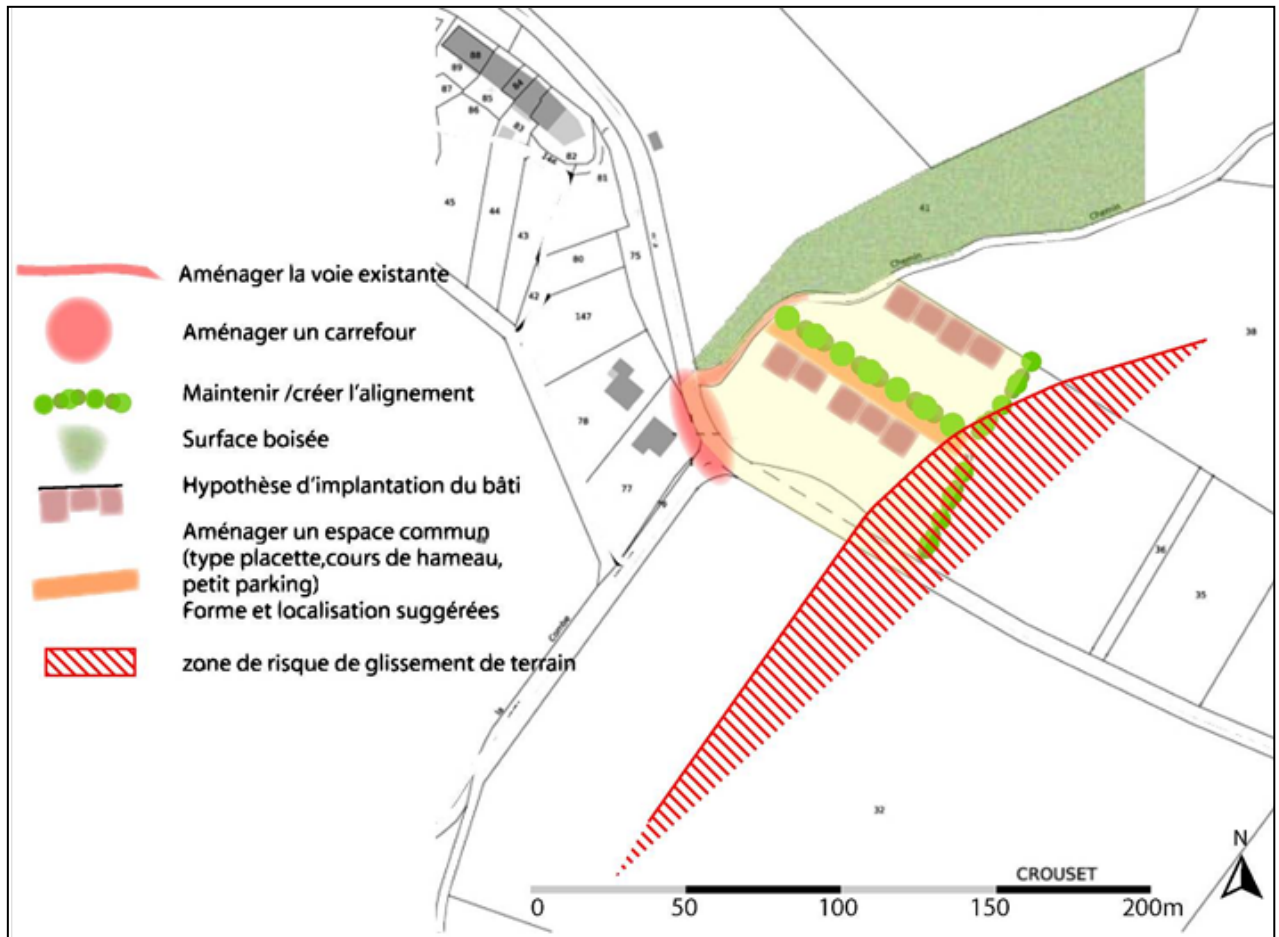 Aménager la voie existante
Aménager un carrefour
Maintenir /créer l'alignement
Surface boisée
Hypothèse d'implantation du bâti
Aménager un espace commun
(type placette,cours de hameau,
petit parking)
Forme et localisation suggérées
zone de risque de glissement de terrain
88
89
84
87
85
86
83
82
81
144
45
44
43
42
80
75
147
78
77
41
Chemin
Chemin
38
36
35
32
Combe
la
CROUSET
N
0 50 100 150 200m